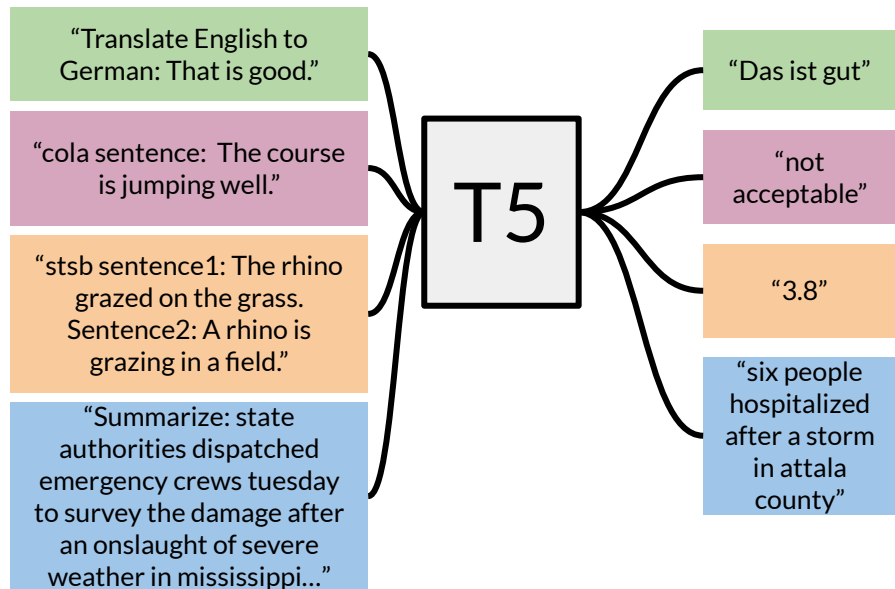 “Translate English to
German: That is good.”
“cola sentence: The course
is jumping well.”
“stsb sentence1: The rhino
grazed on the grass.
Sentence2: A rhino is
grazing in a field.”
“Summarize: state
authorities dispatched
emergency crews tuesday
to survey the damage after
an onslaught of severe
weather in mississippi...”
T5
“Das ist gut”
“not
acceptable”
“3.8”
“six people
hospitalized
after a storm
in attala
county”